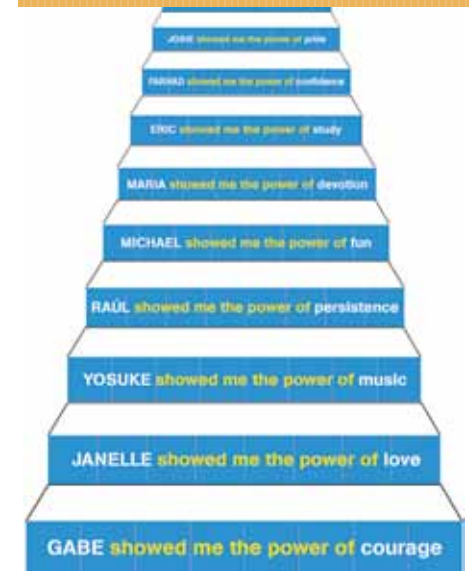 JOSIE showed me the power of pride
FARHAD showed me the power of confidence
ERIC showed me the power of study
MARIA showed me the power of devotion
MICHAEL showed me the power of fun
RAÚL showed me the power of persistence
YOSUKE showed me the power of music
JANELLE showed me the power of love
GABE showed me the power of courage